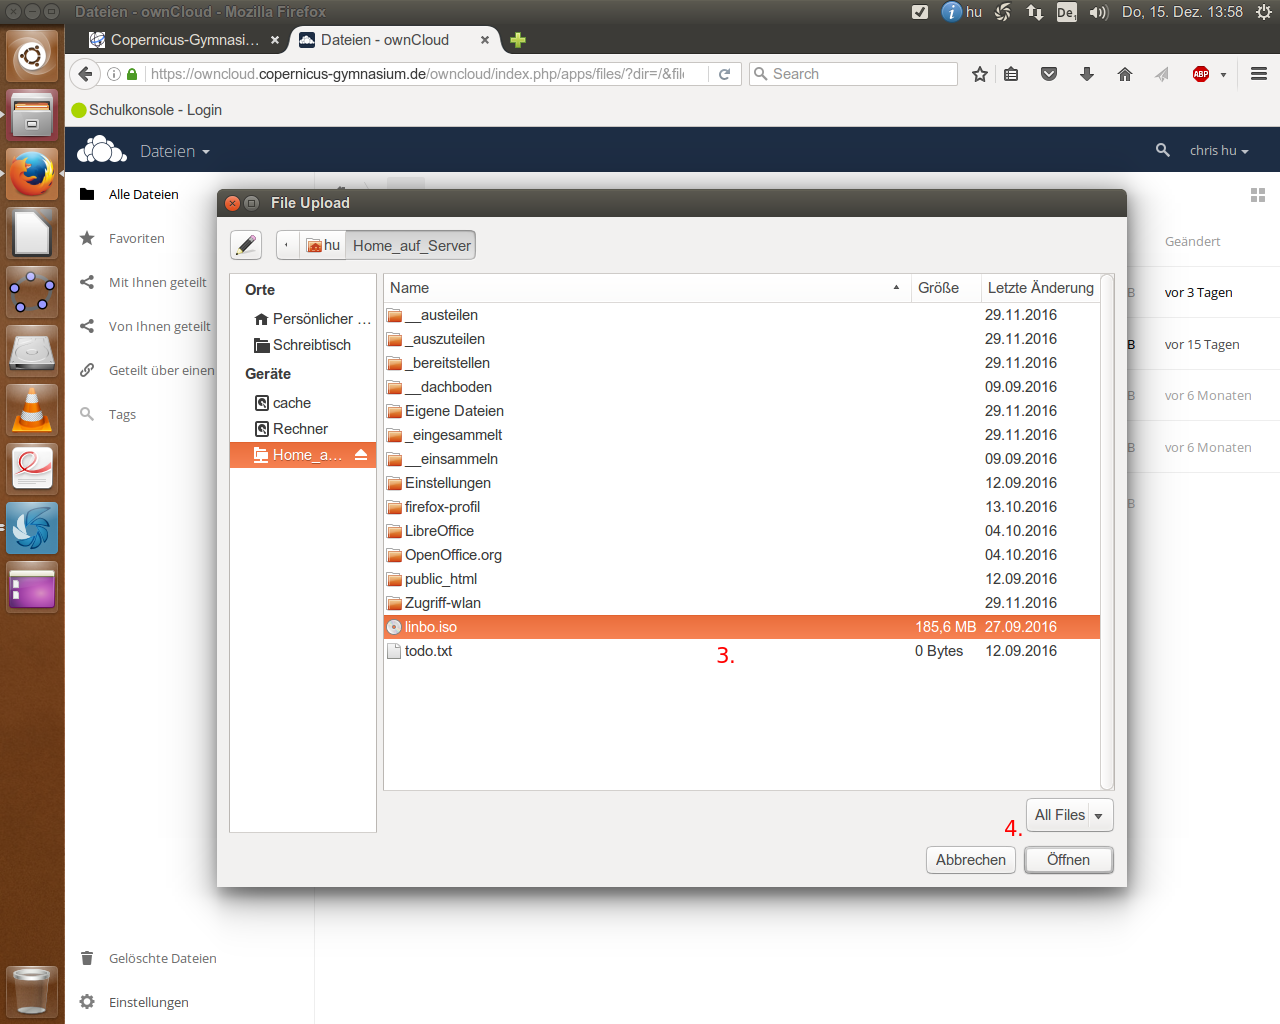 Dateien - ownCloud - Mozilla Firefox
hu
De1
Do, 15. Dez. 13:58
Copernicus-Gymnasi...
Dateien - ownCloud
https://owncloud.copernicus-gymnasium.de/owncloud/index.php/apps/files/?dir=/&file
Search
ABP
Schulkonsole - Login
Dateien
chris hu
Alle Dateien
Favoriten
Mit Ihnen geteilt
Von Ihnen geteilt
Geteilt über einen
Tags
Gelöschte Dateien
Einstellungen
Geändert
B vor 3 Tagen
B vor 15 Tagen
B vor 6 Monaten
B vor 6 Monaten
B
File Upload
hu
Home_auf_Server
Orte
Persönlicher ...
Schreibtisch
Geräte
cache
Rechner
Home_a...
Name Größe Letzte Änderung
__austeilen 29.11.2016
_auszuteilen 29.11.2016
_bereitstellen 29.11.2016
__dachboden 09.09.2016
Eigene Dateien 29.11.2016
_eingesammelt 29.11.2016
__einsammeln 09.09.2016
Einstellungen 12.09.2016
firefox-profil 13.10.2016
LibreOffice 04.10.2016
OpenOffice.org 04.10.2016
public_html 12.09.2016
Zugriff-wlan 29.11.2016
linbo.iso 185,6 MB 27.09.2016
todo.txt 0 Bytes 12.09.2016
3.
All Files
4.
Abbrechen
Öffnen